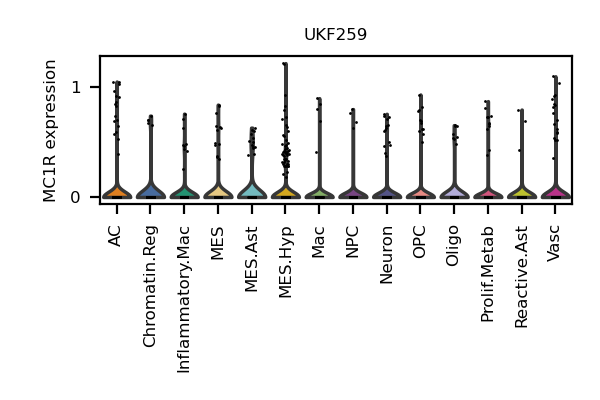 UKF259
MC1R expression
1
0
AC
Chromatin.Reg
Inflammatory.Mac
MES
MES.Ast
MES.Hyp
Mac
NPC
Neuron
OPC
Oligo
Prolif.Metab
Reactive.Ast
Vasc